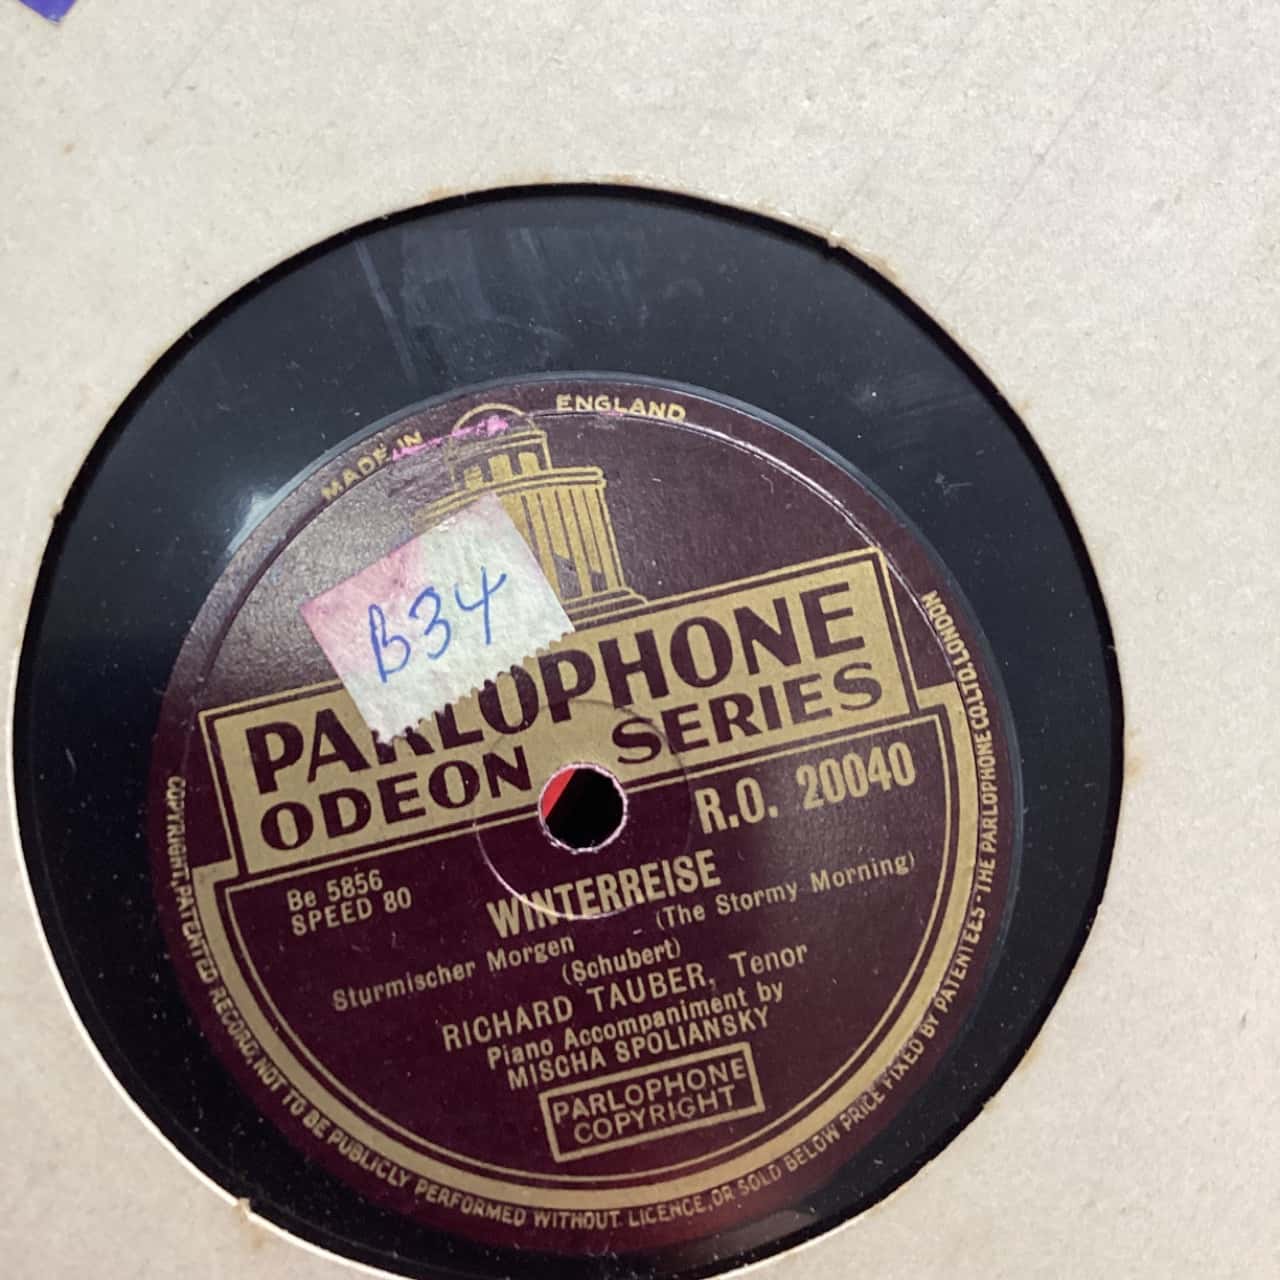 MADE IN ENGLAND
B34
PARLOPHONE
ODEON SERIES
R.O. 20040
Be 5856
SPEED 80
WINTERREISE
Sturmischer Morgen (The Stormy Morning)
(Schubert)
RICHARD TAUBER, Tenor
Piano Accompaniment by
MISCHA SPOLIANSKY
PARLOPHONE
COPYRIGHT
COPYRIGHT. PATENTED RECORD, NOT TO BE PUBLICLY PERFORMED WITHOUT LICENCE, OR SOLD BELOW PRICE FIXED BY PATENTEES - THE PARLOPHONE CO. LTD. LONDON